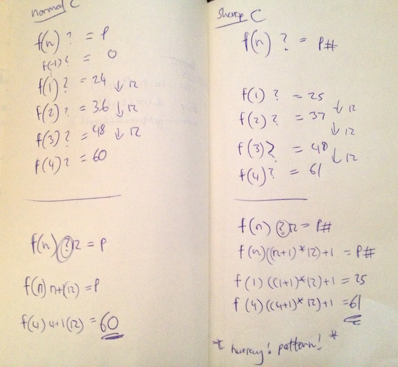 normal C
f(n) ? = P
f(-1) ? = 0
f(1) ? = 24 ↓ 12
f(2) ? = 36 ↓ 12
f(3) ? = 48 ↓ 12
f(4) ? = 60
f(n) ? 12 = P
f(n) n+1(12) = P
f(4) 4+1(12) = 60
Sharp C
f(n) ? = P#
f(1) ? = 25
f(2) ? = 37 ↓ 12
↓ 12
f(3) ? = 49 ↓ 12
f(4) ? = 61
f(n) ? 12 = P#
f(n)((n+1)*12)+1 = P#
f(1)((1+1)*12)+1 = 25
f(4)((4+1)*12)+1 = 61
* hurray! pattern! *